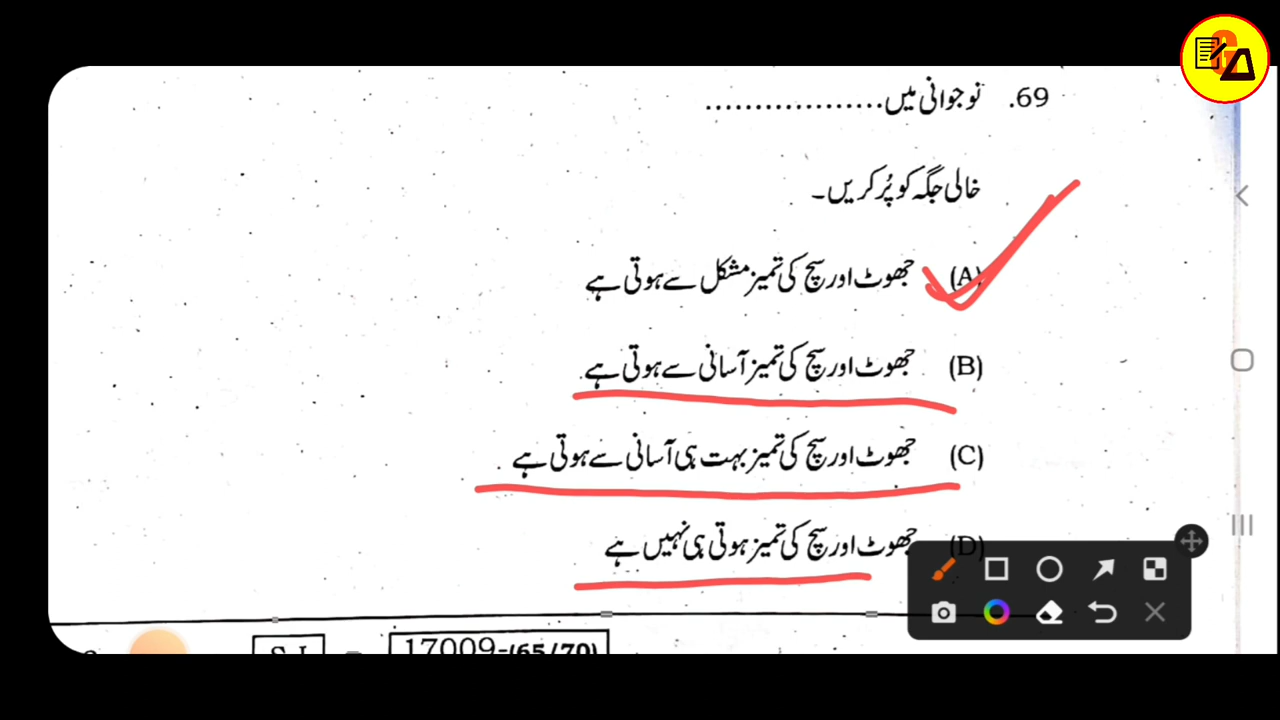 69. نوجوانی میں..................
خالی جگہ کو پُر کریں۔
(A) جھوٹ اور سچ کی تمیز مشکل سے ہوتی ہے
(B) جھوٹ اور سچ کی تمیز آسانی سے ہوتی ہے
(C) جھوٹ اور سچ کی تمیز بہت ہی آسانی سے ہوتی ہے
(D) جھوٹ اور سچ کی تمیز ہوتی ہی نہیں ہے
17009-(65/70)